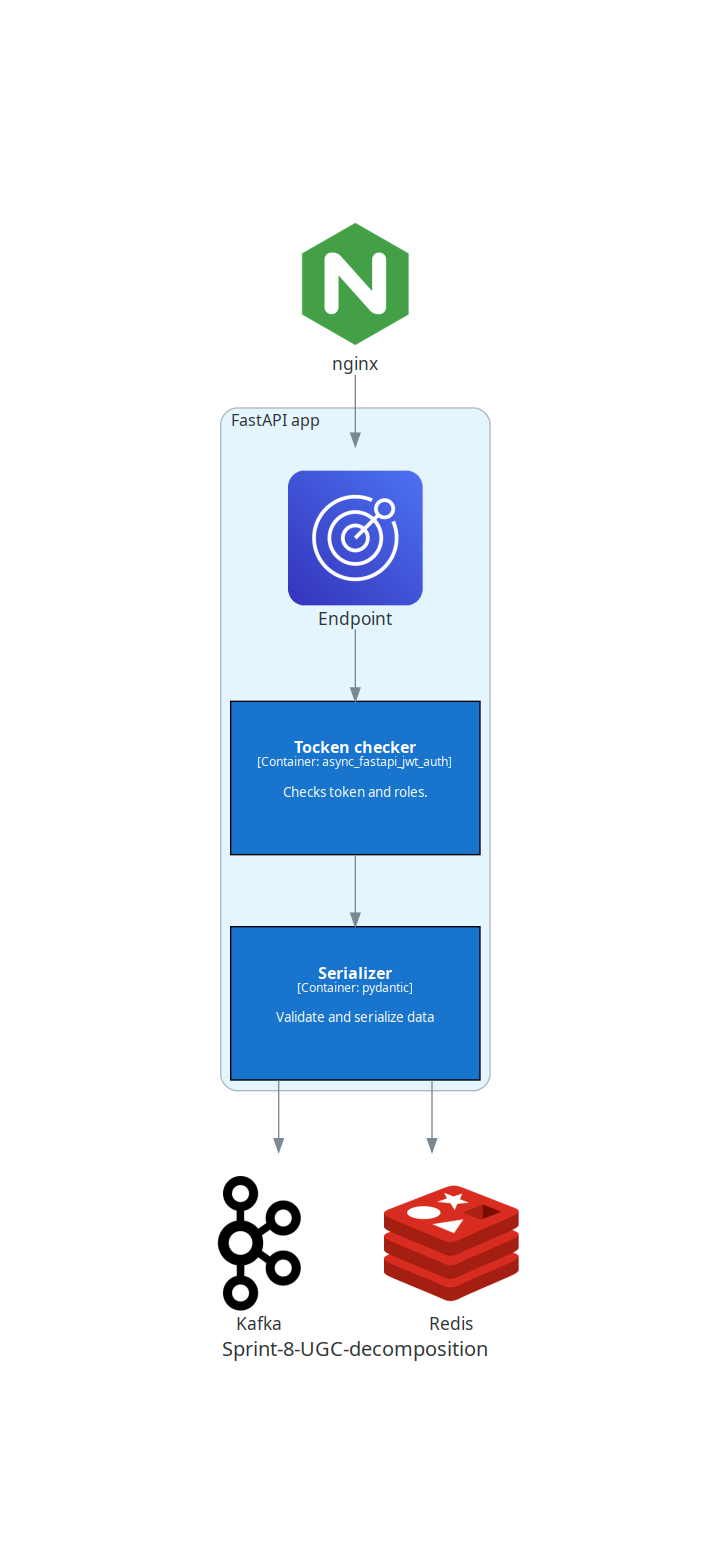 N
nginx
FastAPI app
Endpoint
Tocken checker
[Container: async_fastapi_jwt_auth]
Checks token and roles.
Serializer
[Container: pydantic]
Validate and serialize data
Kafka
Redis
Sprint-8-UGC-decomposition